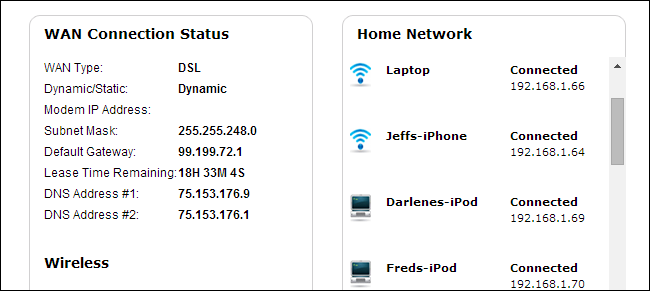 WAN Connection Status
WAN Type: DSL
Dynamic/Static: Dynamic
Modem IP Address:
Subnet Mask: 255.255.248.0
Default Gateway: 99.199.72.1
Lease Time Remaining: 18H 33M 4S
DNS Address #1: 75.153.176.9
DNS Address #2: 75.153.176.1
Wireless
Home Network
Laptop Connected
192.168.1.66
Jeffs-iPhone Connected
192.168.1.64
Darlenes-iPod Connected
192.168.1.69
Freds-iPod Connected
192.168.1.70